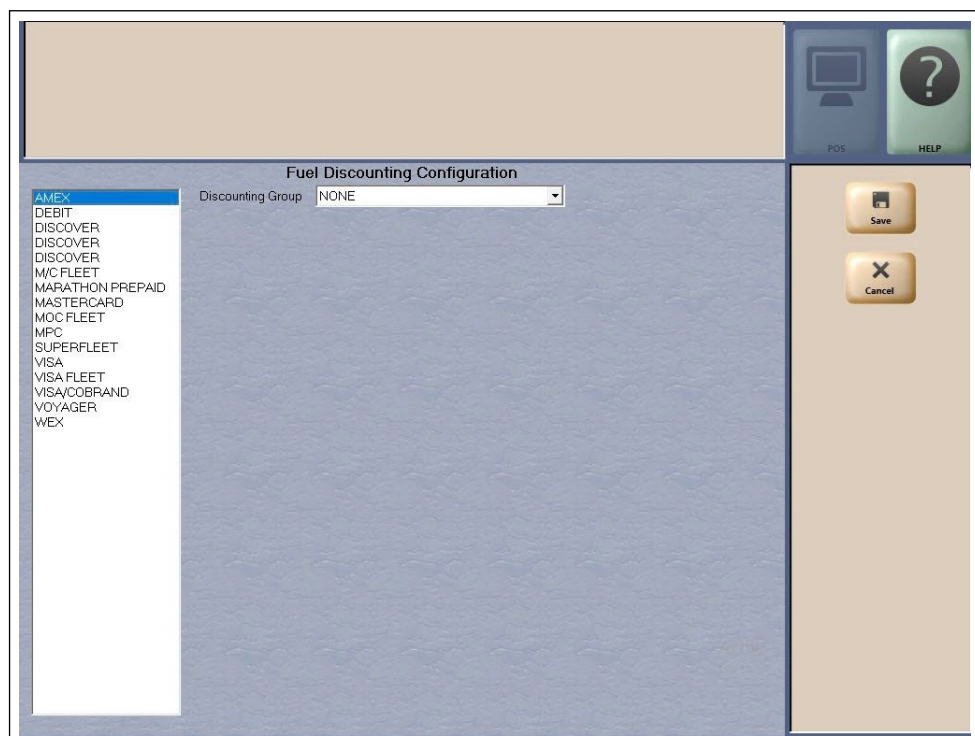 POS
HELP
Fuel Discounting Configuration
Discounting Group NONE
AMEX
DEBIT
DISCOVER
DISCOVER
DISCOVER
M/C FLEET
MARATHON PREPAID
MASTERCARD
MOC FLEET
MPC
SUPERFLEET
VISA
VISA FLEET
VISA/COBRAND
VOYAGER
WEX
Save
Cancel